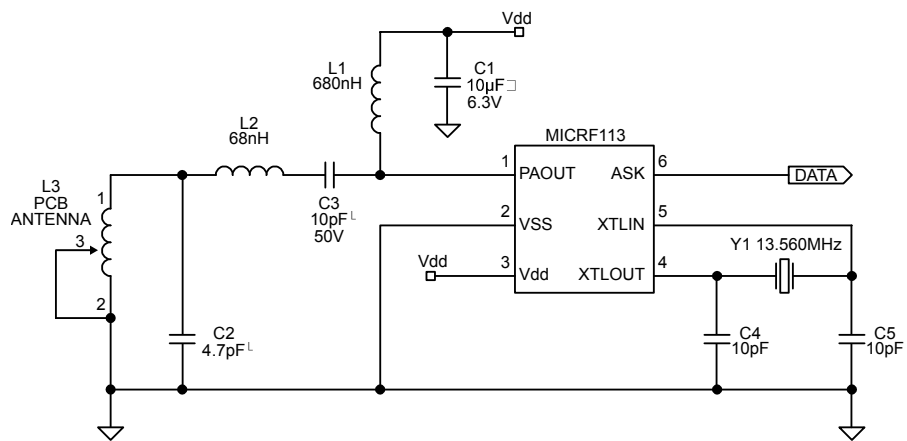 Vdd
L1
680nH
C1
10µF□
6.3V
L2
68nH
MICRF113
1
PAOUT
ASK
6
DATA
L3
PCB
ANTENNA
1
3
2
C3
10pF└
50V
2
VSS
XTLIN
5
Y1 13.560MHz
Vdd
3
Vdd
XTLOUT
4
C2
4.7pF└
C4
10pF
C5
10pF